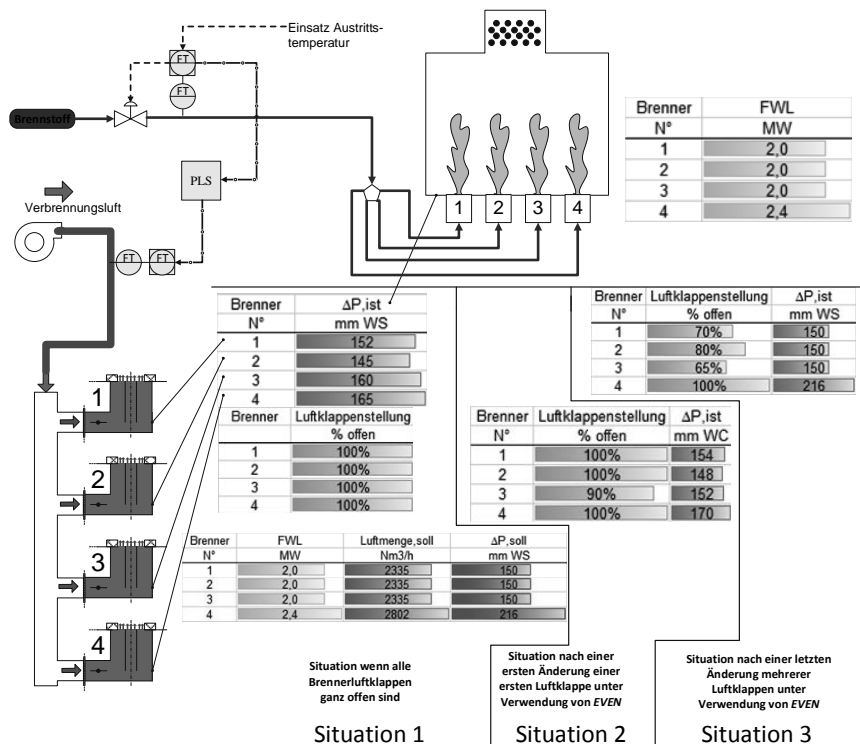 Einsatz Austritts-
temperatur
FT
FT
Brennstoff
PLS
Verbrennungsluft
FT
FT
1 2 3 4
Brenner FWL
N° MW
1 2,0
2 2,0
3 2,0
4 2,4
Brenner ΔP,ist
N° mm WS
1 152
2 145
3 160
4 165
Brenner Luftklappenstellung
% offen
1 100%
2 100%
3 100%
4 100%
Brenner Luftklappenstellung ΔP,ist
N° % offen mm WS
1 70% 150
2 80% 150
3 65% 150
4 100% 216
Brenner Luftklappenstellung ΔP,ist
N° % offen mm WC
1 100% 154
2 100% 148
3 90% 152
4 100% 170
1
2
3
4
Brenner FWL Luftmenge,soll ΔP,soll
N° MW Nm3/h mm WS
1 2,0 2335 150
2 2,0 2335 150
3 2,0 2335 150
4 2,4 2802 216
Situation wenn alle
Brennerluftklappen
ganz offen sind
Situation 1
Situation nach einer
ersten Änderung einer
ersten Luftklappe unter
Verwendung von EVEN
Situation 2
Situation nach einer letzten
Änderung mehrerer
Luftklappen unter
Verwendung von EVEN
Situation 3